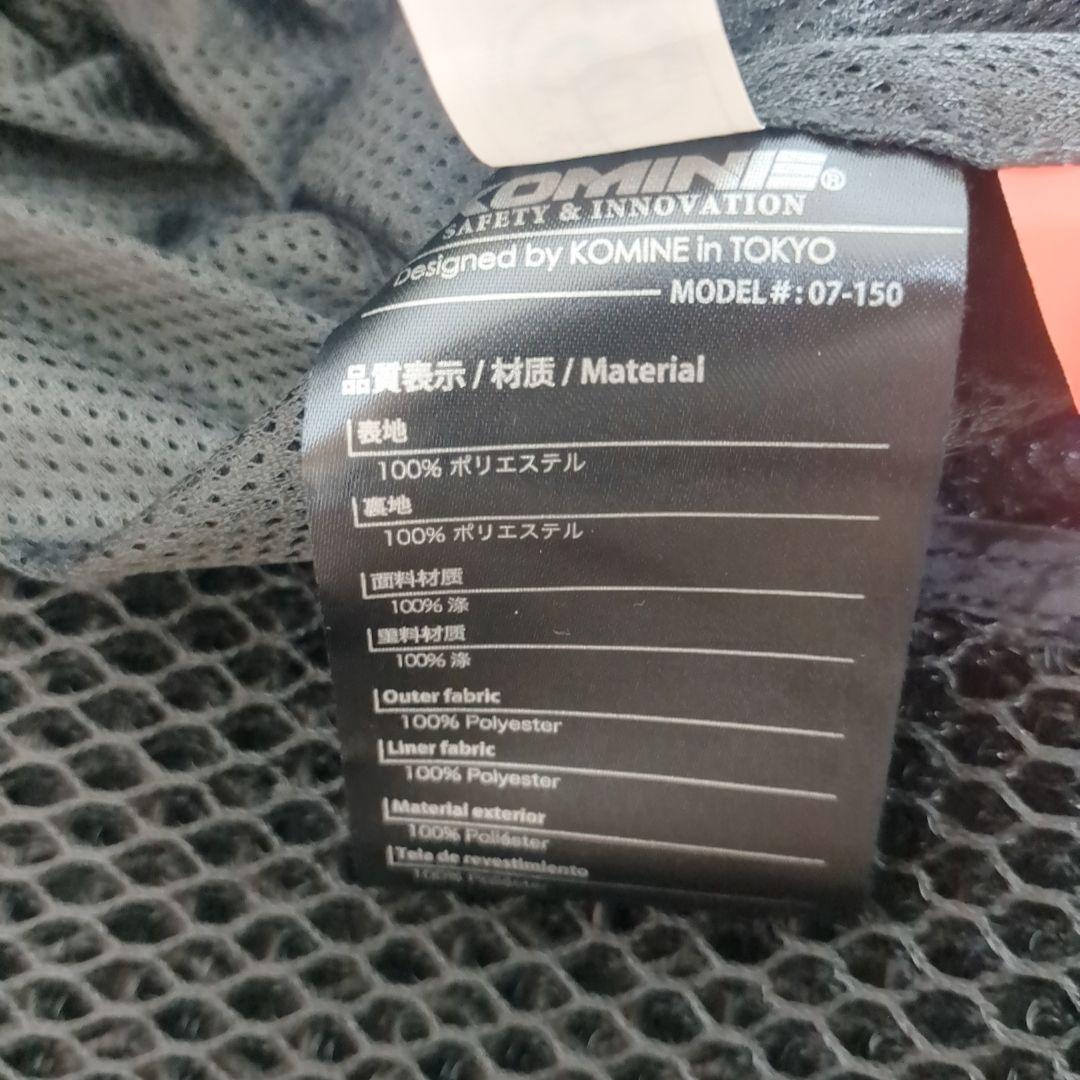 KOMINE®
SAFETY & INNOVATION
Designed by KOMINE in TOKYO
MODEL #: 07-150
品質表示 / 材质 / Material
表地
100% ポリエステル
裏地
100% ポリエステル
面料材质
100% 涤
里料材质
100% 涤
Outer fabric
100% Polyester
Liner fabric
100% Polyester
Material exterior
100% Poliéster
Tela de revestimiento
100%